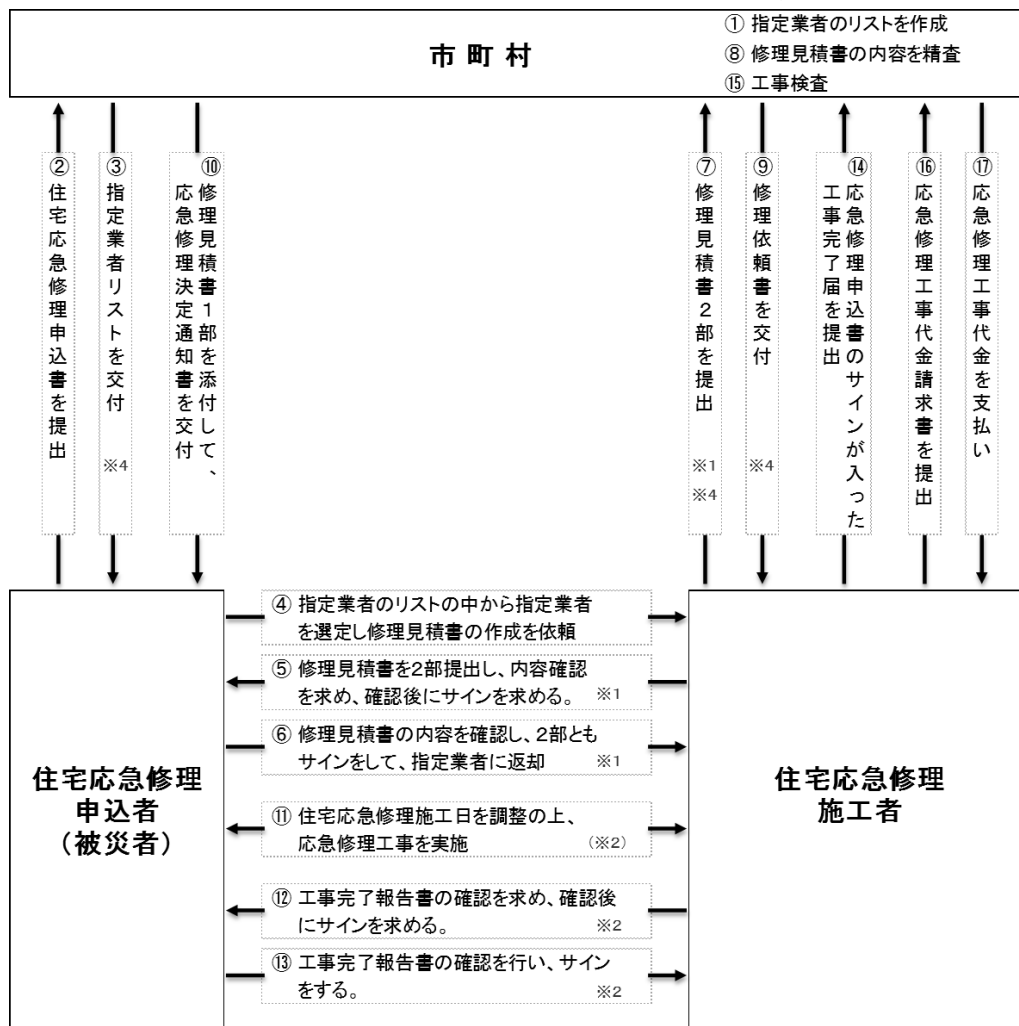 市町村
① 指定業者のリストを作成
⑧ 修理見積書の内容を精査
⑮ 工事検査
②住宅応急修理申込書を提出
③指定業者リストを交付 ※4
⑩修理見積書1部を添付して、
応急修理決定通知書を交付
⑦修理見積書2部を提出 ※1
※4
⑨修理依頼書を交付 ※4
⑭応急修理申込書のサインが入った
工事完了届を提出
⑯応急修理工事代金請求書を提出
⑰応急修理工事代金を支払い
④ 指定業者のリストの中から指定業者
を選定し修理見積書の作成を依頼
⑤ 修理見積書を2部提出し、内容確認
を求め、確認後にサインを求める。 ※1
⑥ 修理見積書の内容を確認し、2部とも
サインをして、指定業者に返却 ※1
⑪ 住宅応急修理施工日を調整の上、
応急修理工事を実施 (※2)
⑫ 工事完了報告書の確認を求め、確認後
にサインを求める。 ※2
⑬ 工事完了報告書の確認を行い、サイン
をする。 ※2
住宅応急修理
申込者
(被災者)
住宅応急修理
施工者